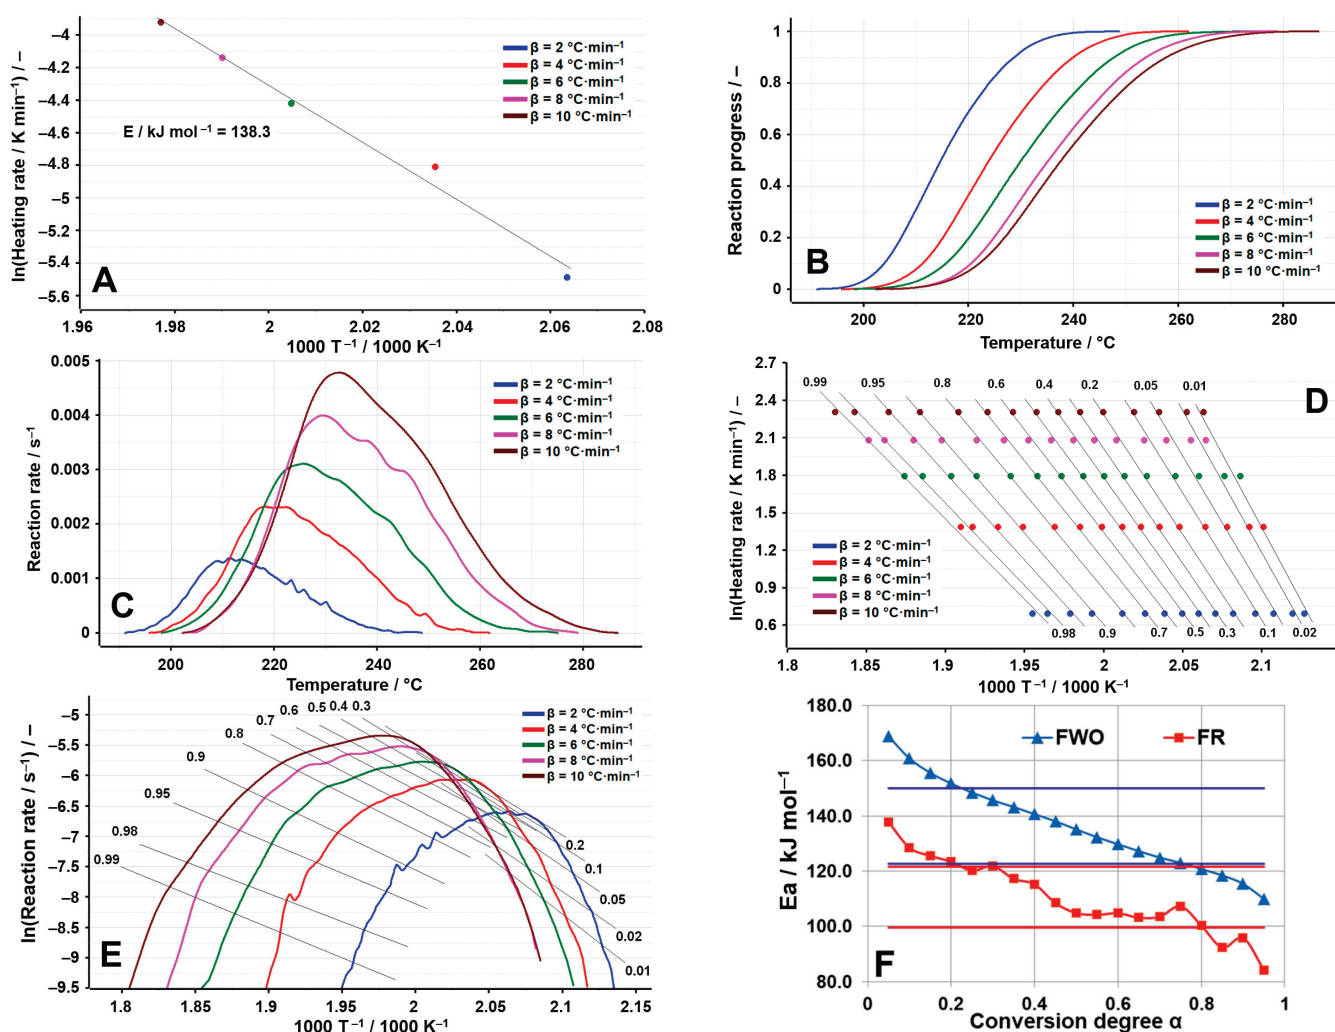 ln(Heating rate / K min⁻¹) / –
–4
–4.2
–4.4
–4.6
–4.8
–5
–5.2
–5.4
–5.6
β = 2 °C·min⁻¹
β = 4 °C·min⁻¹
β = 6 °C·min⁻¹
β = 8 °C·min⁻¹
β = 10 °C·min⁻¹
E / kJ mol⁻¹ = 138.3
A
1.96 1.98 2 2.02 2.04 2.06 2.08
1000 T⁻¹ / 1000 K⁻¹
Reaction progress / –
1
0.8
0.6
0.4
0.2
0
β = 2 °C·min⁻¹
β = 4 °C·min⁻¹
β = 6 °C·min⁻¹
β = 8 °C·min⁻¹
β = 10 °C·min⁻¹
B
200 220 240 260 280
Temperature / °C
Reaction rate / s⁻¹
0.005
0.004
0.003
0.002
0.001
0
β = 2 °C·min⁻¹
β = 4 °C·min⁻¹
β = 6 °C·min⁻¹
β = 8 °C·min⁻¹
β = 10 °C·min⁻¹
C
200 220 240 260 280
Temperature / °C
ln(Heating rate / K min⁻¹) / –
2.7
2.4
2.1
1.8
1.5
1.2
0.9
0.6
0.99 0.95 0.8 0.6 0.4 0.2 0.05 0.01
D
β = 2 °C·min⁻¹
β = 4 °C·min⁻¹
β = 6 °C·min⁻¹
β = 8 °C·min⁻¹
β = 10 °C·min⁻¹
0.98 0.9 0.7 0.5 0.3 0.1 0.02
1.8 1.85 1.9 1.95 2 2.05 2.1
1000 T⁻¹ / 1000 K⁻¹
ln(Reaction rate / s⁻¹) / –
–5
–5.5
–6
–6.5
–7
–7.5
–8
–8.5
–9
–9.5
0.99
0.98
0.95
0.9
0.8
0.7
0.6
0.5 0.4 0.3
β = 2 °C·min⁻¹
β = 4 °C·min⁻¹
β = 6 °C·min⁻¹
β = 8 °C·min⁻¹
β = 10 °C·min⁻¹
0.2
0.1
0.05
0.02
0.01
E
1.8 1.85 1.9 1.95 2 2.05 2.1 2.15
1000 T⁻¹ / 1000 K⁻¹
Ea / kJ mol⁻¹
180.0
160.0
140.0
120.0
100.0
80.0
FWO FR
F
0 0.2 0.4 0.6 0.8 1
Conversion degree α